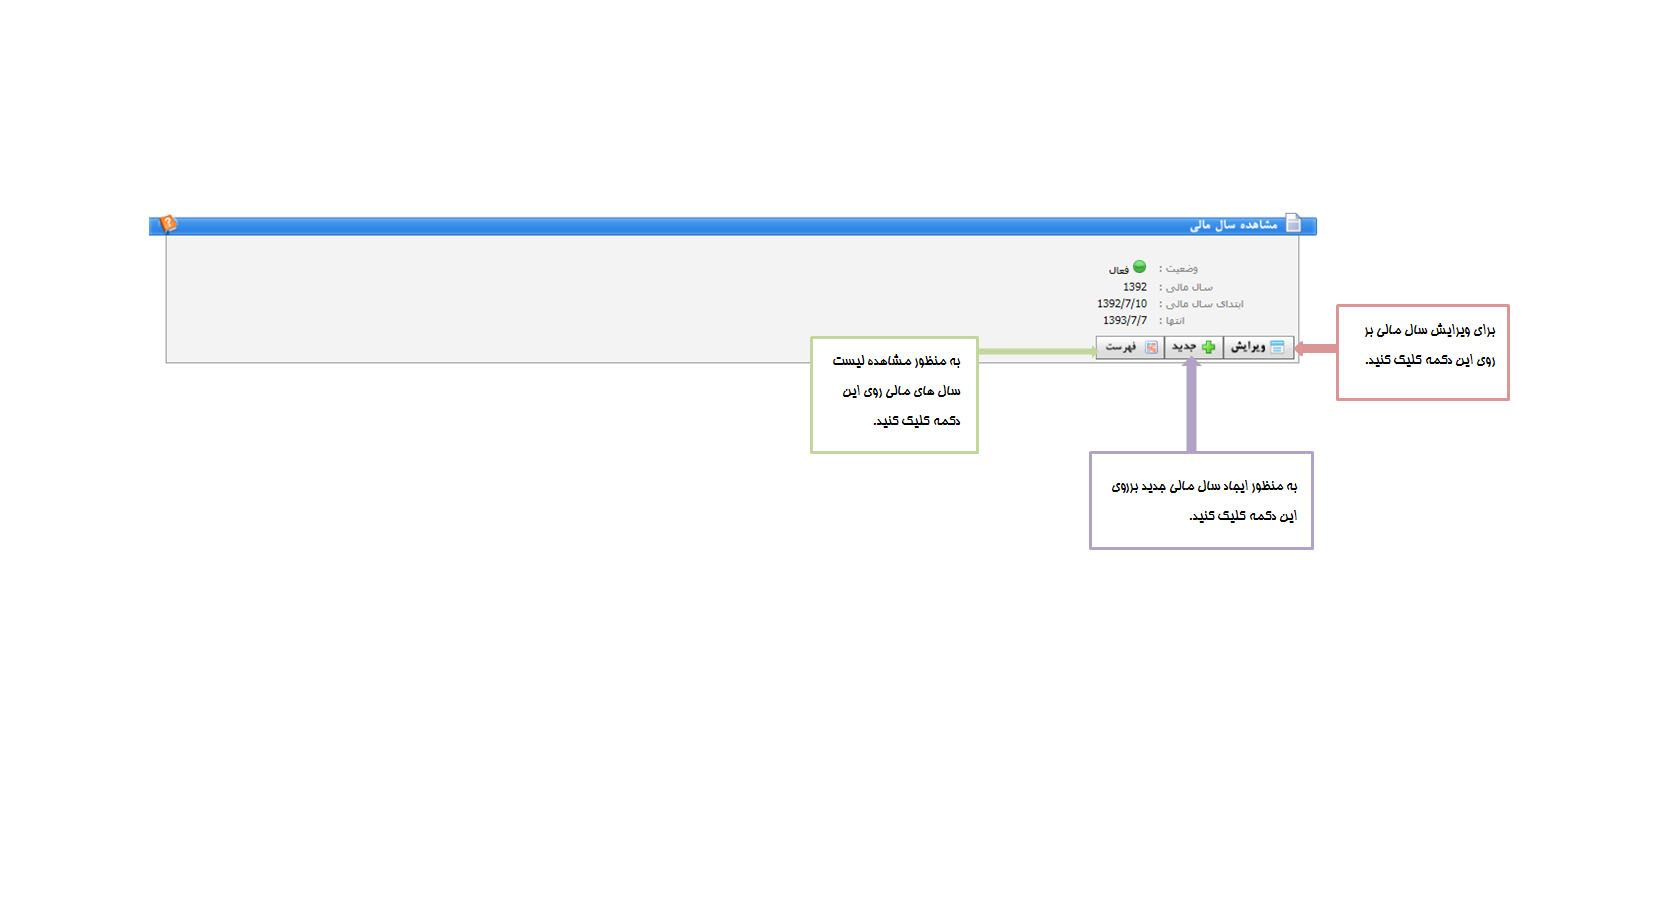 مشاهده سال مالی
وضعیت : فعال
سال مالی : 1392
ابتدای سال مالی : 1392/7/10
انتها : 1393/7/7
ویرایش
جدید
فهرست
برای ویرایش سال مالی بر
روی این دکمه کلیک کنید.
به منظور مشاهده لیست
سال های مالی روی این
دکمه کلیک کنید.
به منظور ایجاد سال مالی جدید برروی
این دکمه کلیک کنید.